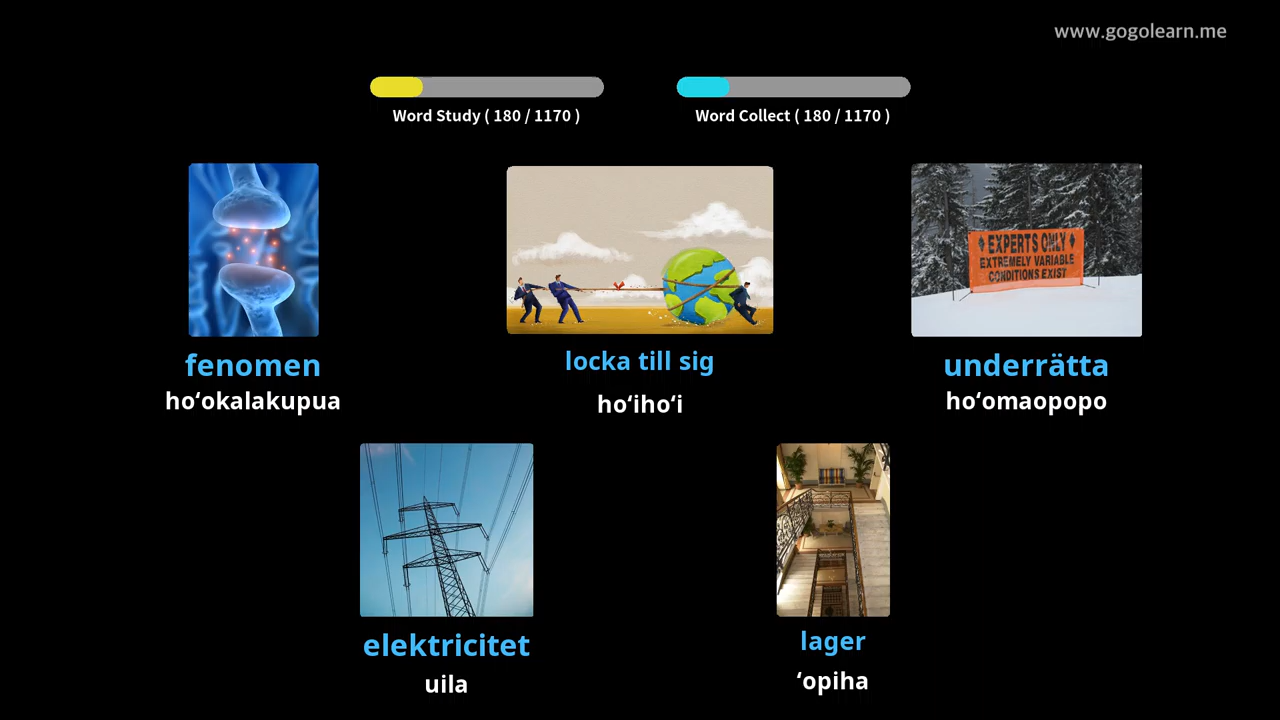 www.gogolearn.me
Word Study ( 180 / 1170 )
Word Collect ( 180 / 1170 )
EXPERTS ONLY
EXTREMELY VARIABLE
CONDITIONS EXIST
fenomen
hoʻokalakupua
locka till sig
hoʻihoʻi
underrätta
hoʻomaopopo
elektricitet
uila
lager
ʻopiha